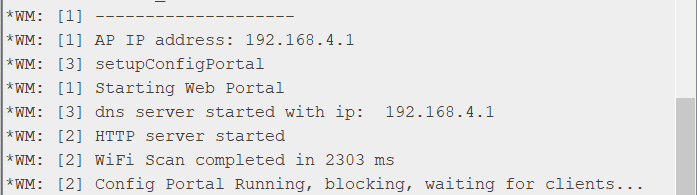 *WM: [1] --------------------
*WM: [1] AP IP address: 192.168.4.1
*WM: [3] setupConfigPortal
*WM: [1] Starting Web Portal
*WM: [3] dns server started with ip:  192.168.4.1
*WM: [2] HTTP server started
*WM: [2] WiFi Scan completed in 2303 ms
*WM: [2] Config Portal Running, blocking, waiting for clients...